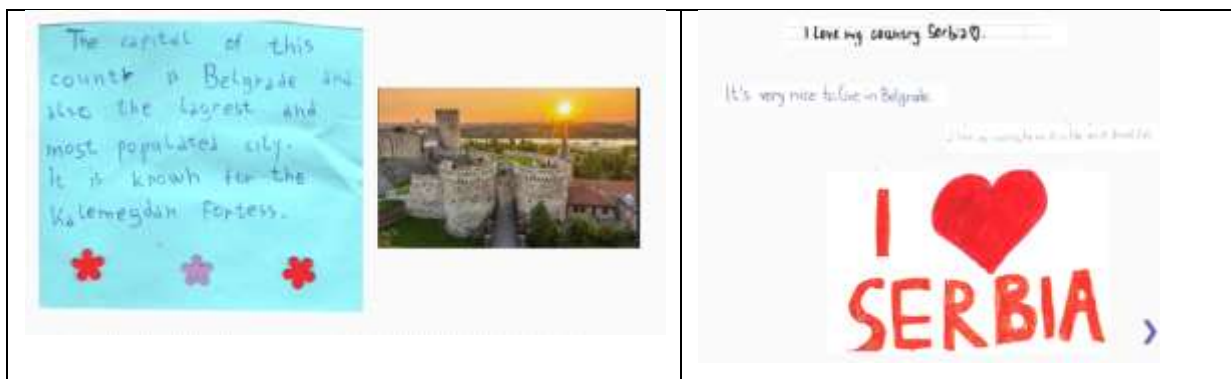 The capital of this
countr is Belgrade and
also the lagrest and
most populated city.
It is known for the
Kalemegdan Fortess.
I Love my country Serbia♡.
It's very nice to live in Belgrade.
I ❤
SERBIA